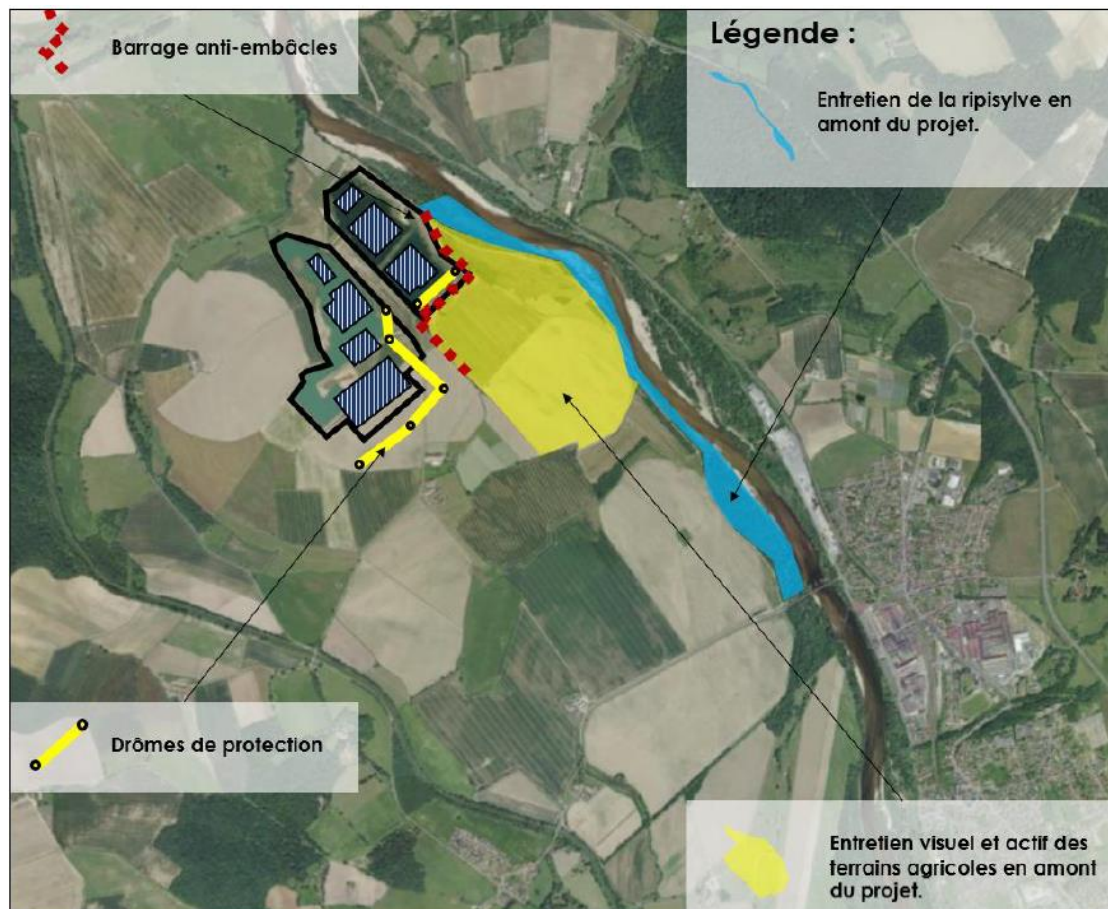 Barrage anti-embâcles
Légende :
Entretien de la ripisylve en
amont du projet.
Drômes de protection
Entretien visuel et actif des
terrains agricoles en amont
du projet.